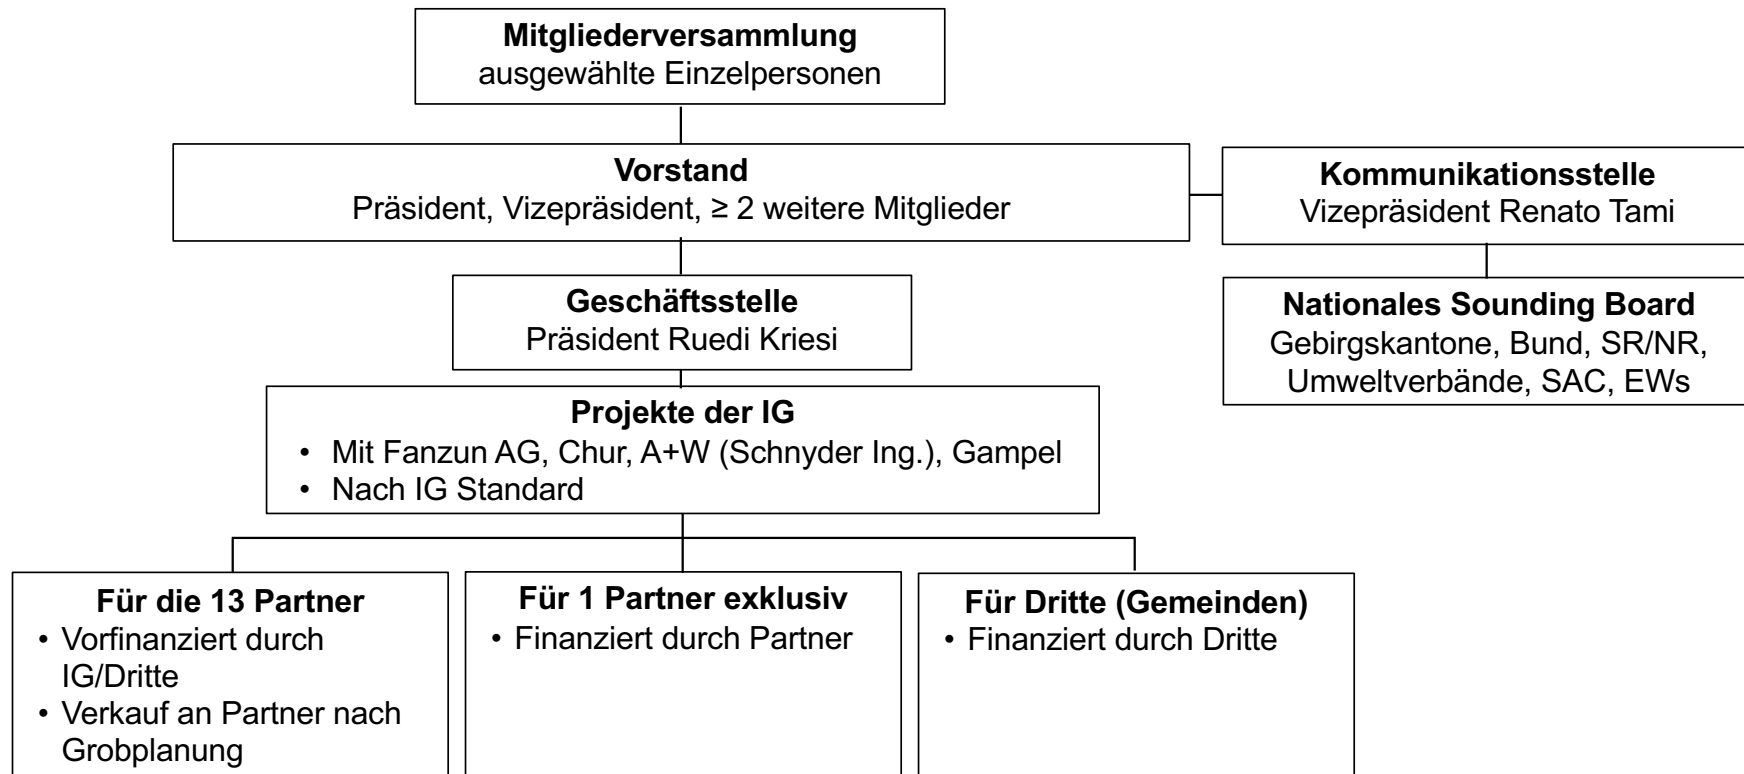 Mitgliederversammlung
ausgewählte Einzelpersonen
Vorstand
Präsident, Vizepräsident, ≥ 2 weitere Mitglieder
Kommunikationsstelle
Vizepräsident Renato Tami
Geschäftsstelle
Präsident Ruedi Kriesi
Nationales Sounding Board
Gebirgskantone, Bund, SR/NR,
Umweltverbände, SAC, EWs
Projekte der IG
• Mit Fanzun AG, Chur, A+W (Schnyder Ing.), Gampel
• Nach IG Standard
Für die 13 Partner
• Vorfinanziert durch
IG/Dritte
• Verkauf an Partner nach
Grobplanung
Für 1 Partner exklusiv
• Finanziert durch Partner
Für Dritte (Gemeinden)
• Finanziert durch Dritte